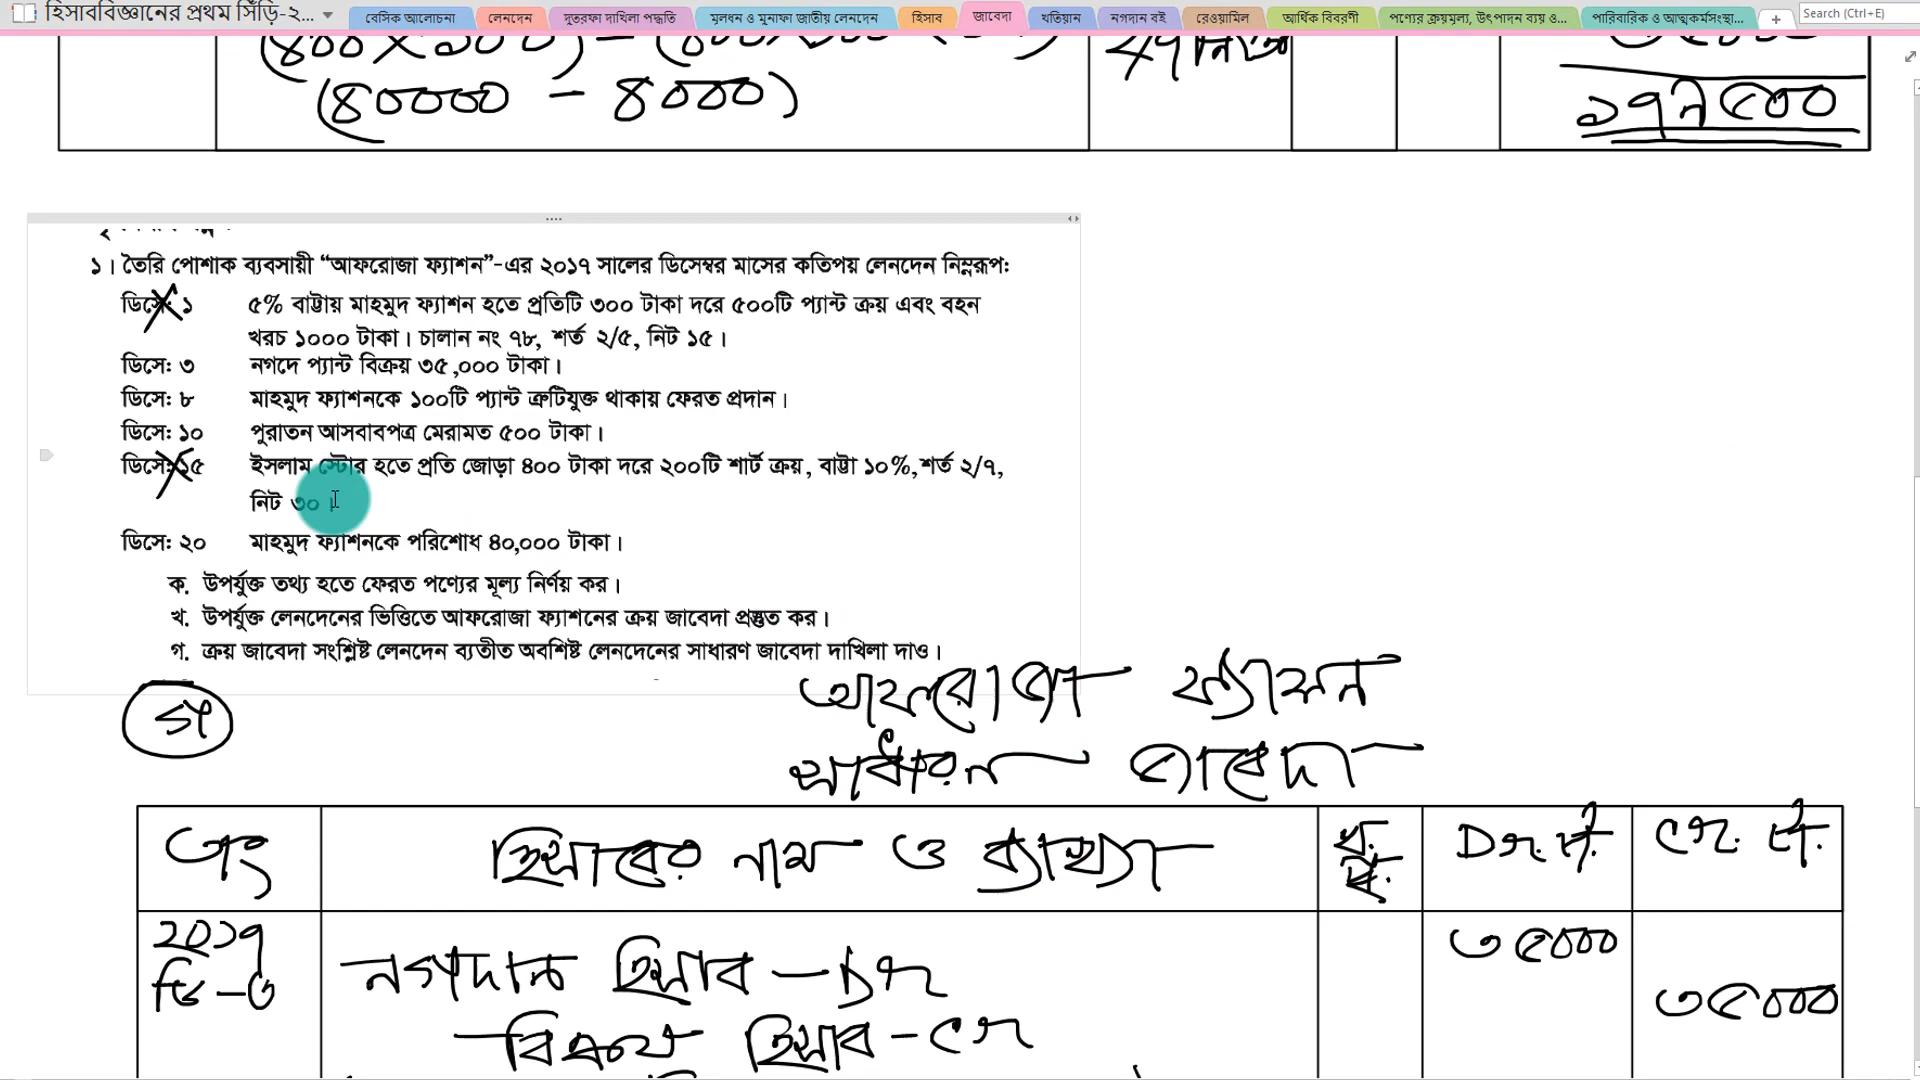 হিসাববিজ্ঞানের প্রথম সিঁড়ি-২... বেসিক আলোচনা লেনদেন দুতরফা দাখিলা পদ্ধতি মূলধন ও মুনাফা জাতীয় লেনদেন হিসাব জাবেদা খতিয়ান নগদান বই রেওয়ামিল আর্থিক বিবরণী পণ্যের ক্রয়মূল্য, উৎপাদন ব্যয় ও... পারিবারিক ও আত্মকর্মসংস্থা... Search (Ctrl+E)
(৪০০০০ - ৪০০০)
১৭৯৫০০
১। তৈরি পোশাক ব্যবসায়ী “আফরোজা ফ্যাশন”-এর ২০১৭ সালের ডিসেম্বর মাসের কতিপয় লেনদেন নিম্নরূপ:
ডিসে: ১ ৫% বাট্টায় মাহমুদ ফ্যাশন হতে প্রতিটি ৩০০ টাকা দরে ৫০০টি প্যান্ট ক্রয় এবং বহন
খরচ ১০০০ টাকা। চালান নং ৭৮, শর্ত ২/৫, নিট ১৫।
ডিসে: ৩ নগদে প্যান্ট বিক্রয় ৩৫,০০০ টাকা।
ডিসে: ৮ মাহমুদ ফ্যাশনকে ১০০টি প্যান্ট ত্রুটিযুক্ত থাকায় ফেরত প্রদান।
ডিসে: ১০ পুরাতন আসবাবপত্র মেরামত ৫০০ টাকা।
ডিসে: ১৫ ইসলাম স্টোর হতে প্রতি জোড়া ৪০০ টাকা দরে ২০০টি শার্ট ক্রয়, বাট্টা ১০%,শর্ত ২/৭,
নিট ৩০।
ডিসে: ২০ মাহমুদ ফ্যাশনকে পরিশোধ ৪০,০০০ টাকা।
ক. উপর্যুক্ত তথ্য হতে ফেরত পণ্যের মূল্য নির্ণয় কর।
খ. উপর্যুক্ত লেনদেনের ভিত্তিতে আফরোজা ফ্যাশনের ক্রয় জাবেদা প্রস্তুত কর।
গ. ক্রয় জাবেদা সংশ্লিষ্ট লেনদেন ব্যতীত অবশিষ্ট লেনদেনের সাধারণ জাবেদা দাখিলা দাও।
গ
আফরোজা ফ্যাসন
সাধারন জাবেদা
তাং হিসাবের নাম ও ব্যাখ্যা খ. পৃ. Dr. ট. Cr. ট.
২০১৭
ডি-৩ নগদান হিসাব - Dr ৩৫০০০
বিক্রয় হিসাব - Cr ৩৫০০০